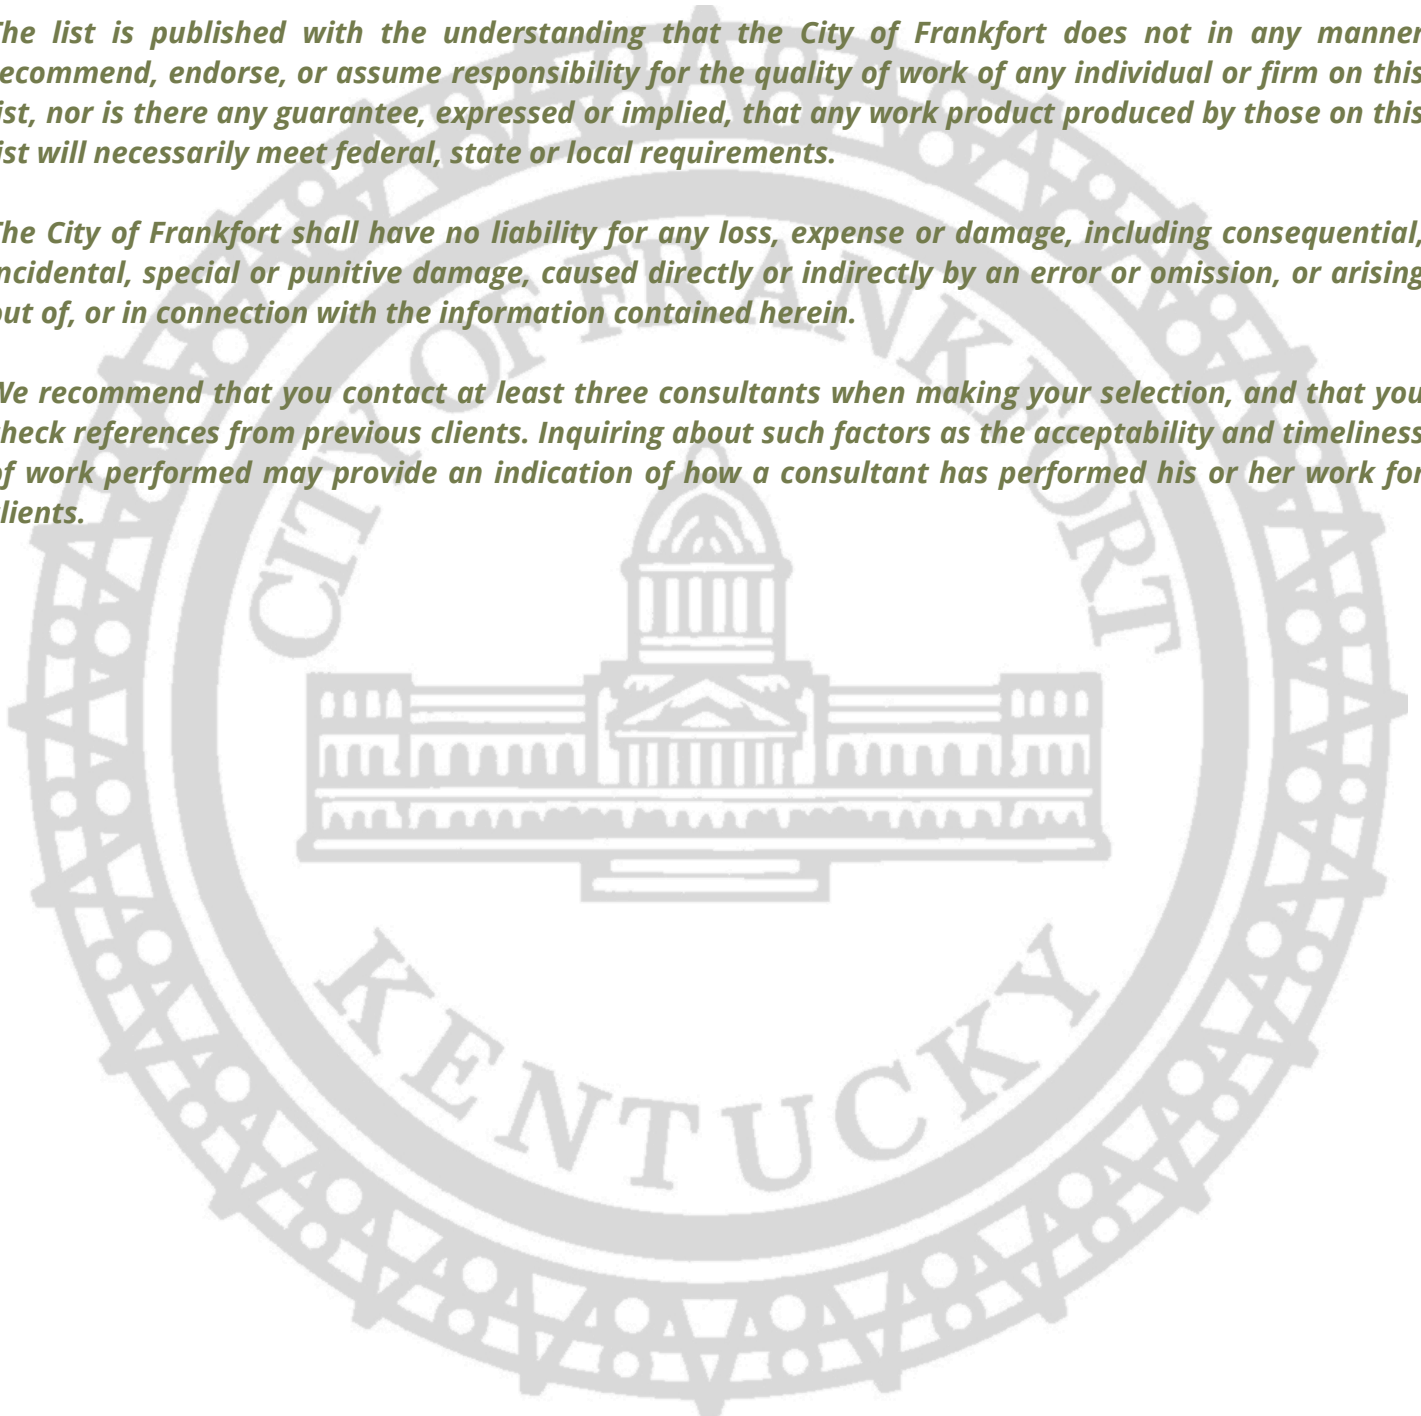 The list is published with the understanding that the City of Frankfort does not in any manner
ecommend, endorse, or assume responsibility for the quality of work of any individual or firm on this
ist, nor is there any guarantee, expressed or implied, that any work product produced by those on this
ist will necessarily meet federal, state or local requirements.
The City of Frankfort shall have no liability for any loss, expense or damage, including consequential,
ncidental, special or punitive damage, caused directly or indirectly by an error or omission, or arising
out of, or in connection with the information contained herein.
We recommend that you contact at least three consultants when making your selection, and that you
heck references from previous clients. Inquiring about such factors as the acceptability and timeliness
of work performed may provide an indication of how a consultant has performed his or her work for
lients.
CITY OF FRANKFORT
KENTUCKY